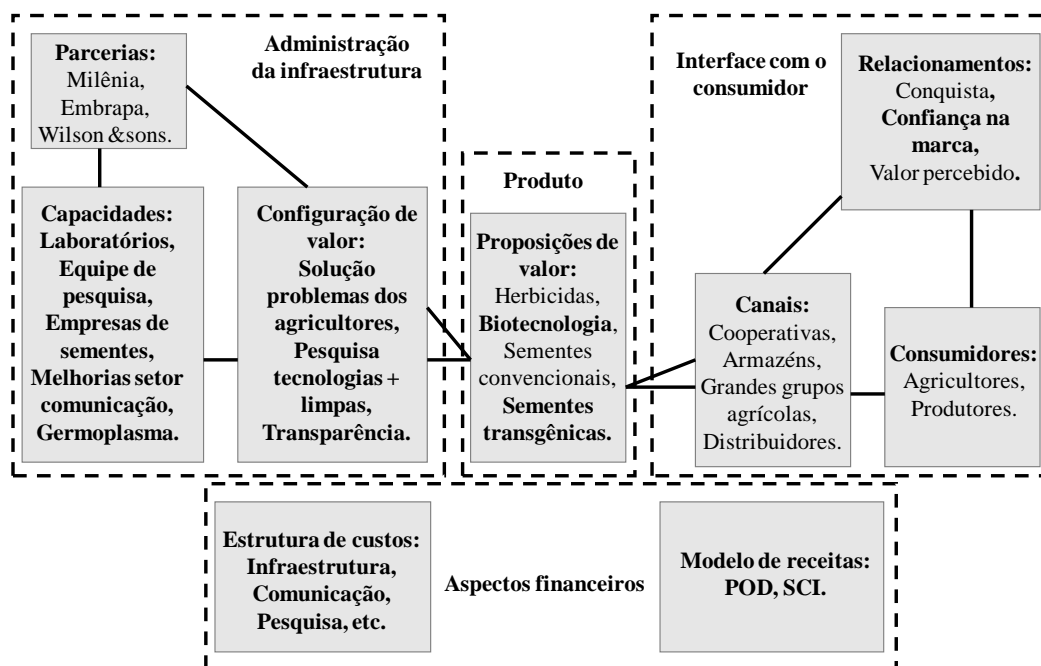 Parcerias:
Milênia,
Embrapa,
Wilson &sons.
Administração
da infraestrutura
Capacidades:
Laboratórios,
Equipe de
pesquisa,
Empresas de
sementes,
Melhorias setor
comunicação,
Germoplasma.
Configuração de
valor:
Solução
problemas dos
agricultores,
Pesquisa
tecnologias +
limpas,
Transparência.
Produto
Proposições de
valor:
Herbicidas,
Biotecnologia,
Sementes
convencionais,
Sementes
transgênicas.
Interface com o
consumidor
Relacionamentos:
Conquista,
Confiança na
marca,
Valor percebido.
Canais:
Cooperativas,
Armazéns,
Grandes grupos
agrícolas,
Distribuidores.
Consumidores:
Agricultores,
Produtores.
Estrutura de custos:
Infraestrutura,
Comunicação,
Pesquisa, etc.
Aspectos financeiros
Modelo de receitas:
POD, SCI.